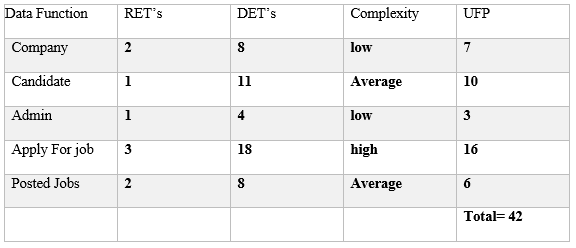 Data Function RET's DET's Complexity UFP
Company 2 8 low 7
Candidate 1 11 Average 10
Admin 1 4 low 3
Apply For job 3 18 high 16
Posted Jobs 2 8 Average 6
Total= 42